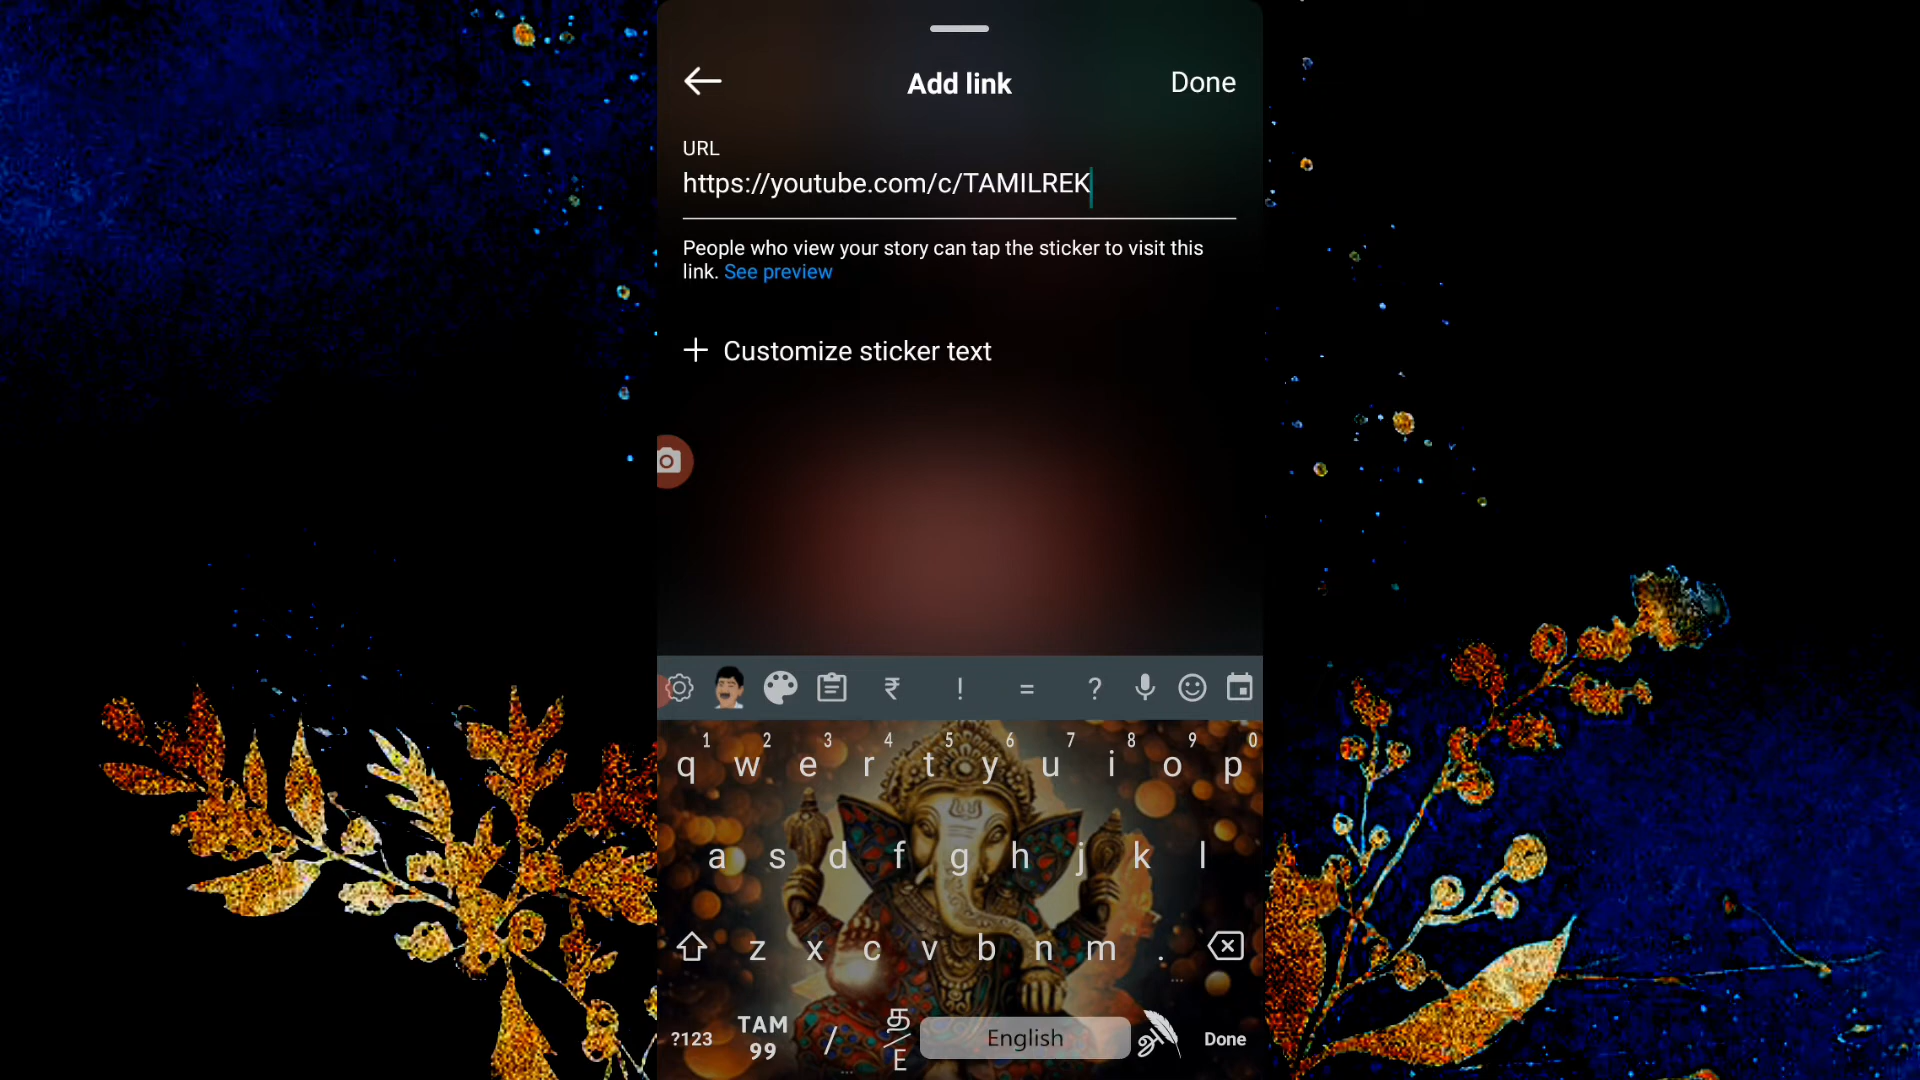 Add link
Done
URL
https://youtube.com/c/TAMILREK
People who view your story can tap the sticker to visit this
link. See preview
+ Customize sticker text
₹ ! = ?
1 2 3 4 5 6 7 8 9 0
q w e r t y u i o p
a s d f g h j k l
z x c v b n m .
?123 TAM 99 / த/E English அ Done